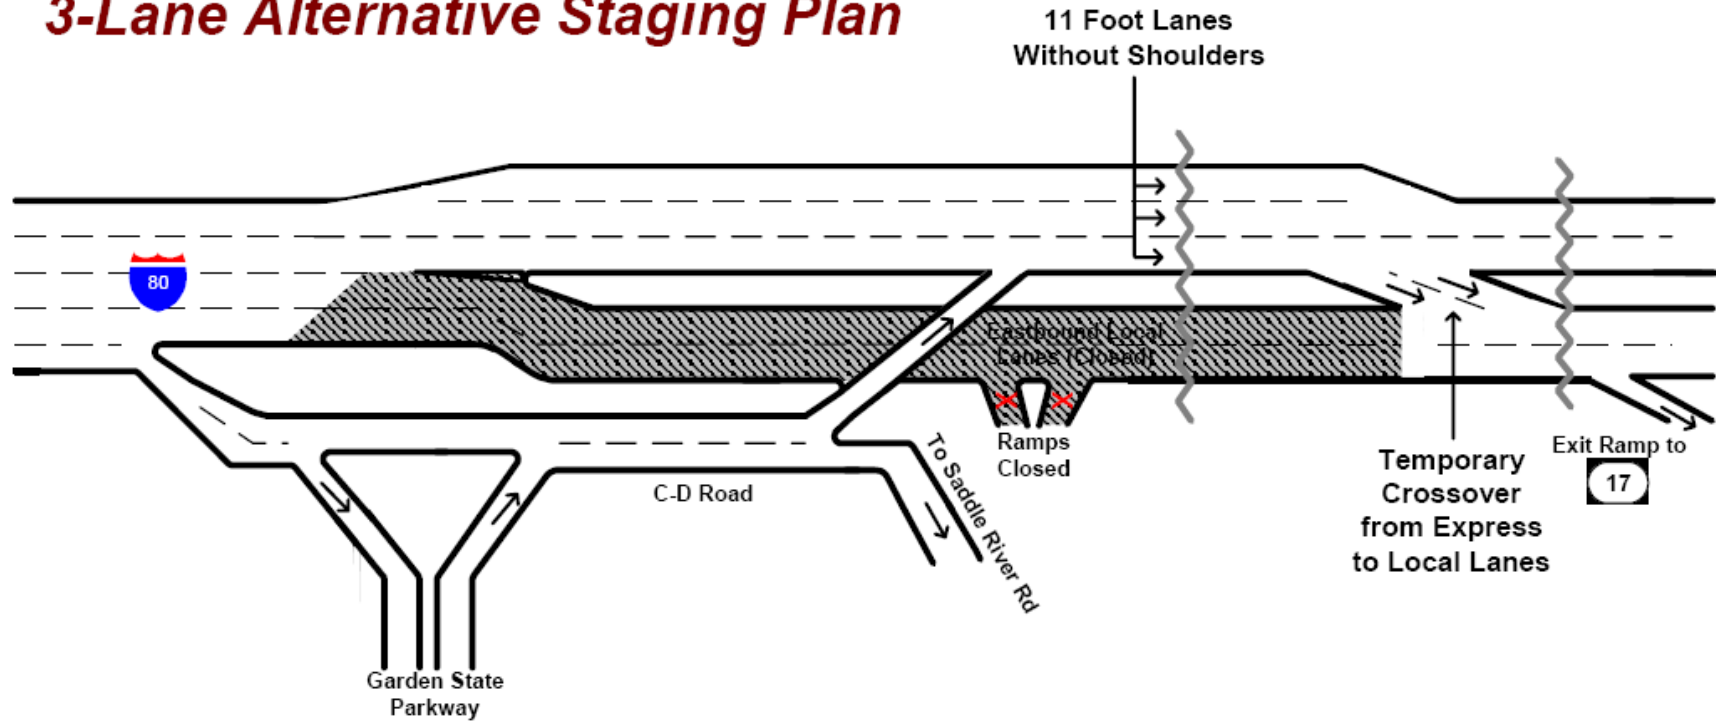 3-Lane Alternative Staging Plan
11 Foot Lanes
Without Shoulders
80
Eastbound Local
Lanes (Closed)
Ramps
Closed
To Saddle River Rd
C-D Road
Exit Ramp to
17
Temporary
Crossover
from Express
to Local Lanes
Garden State
Parkway